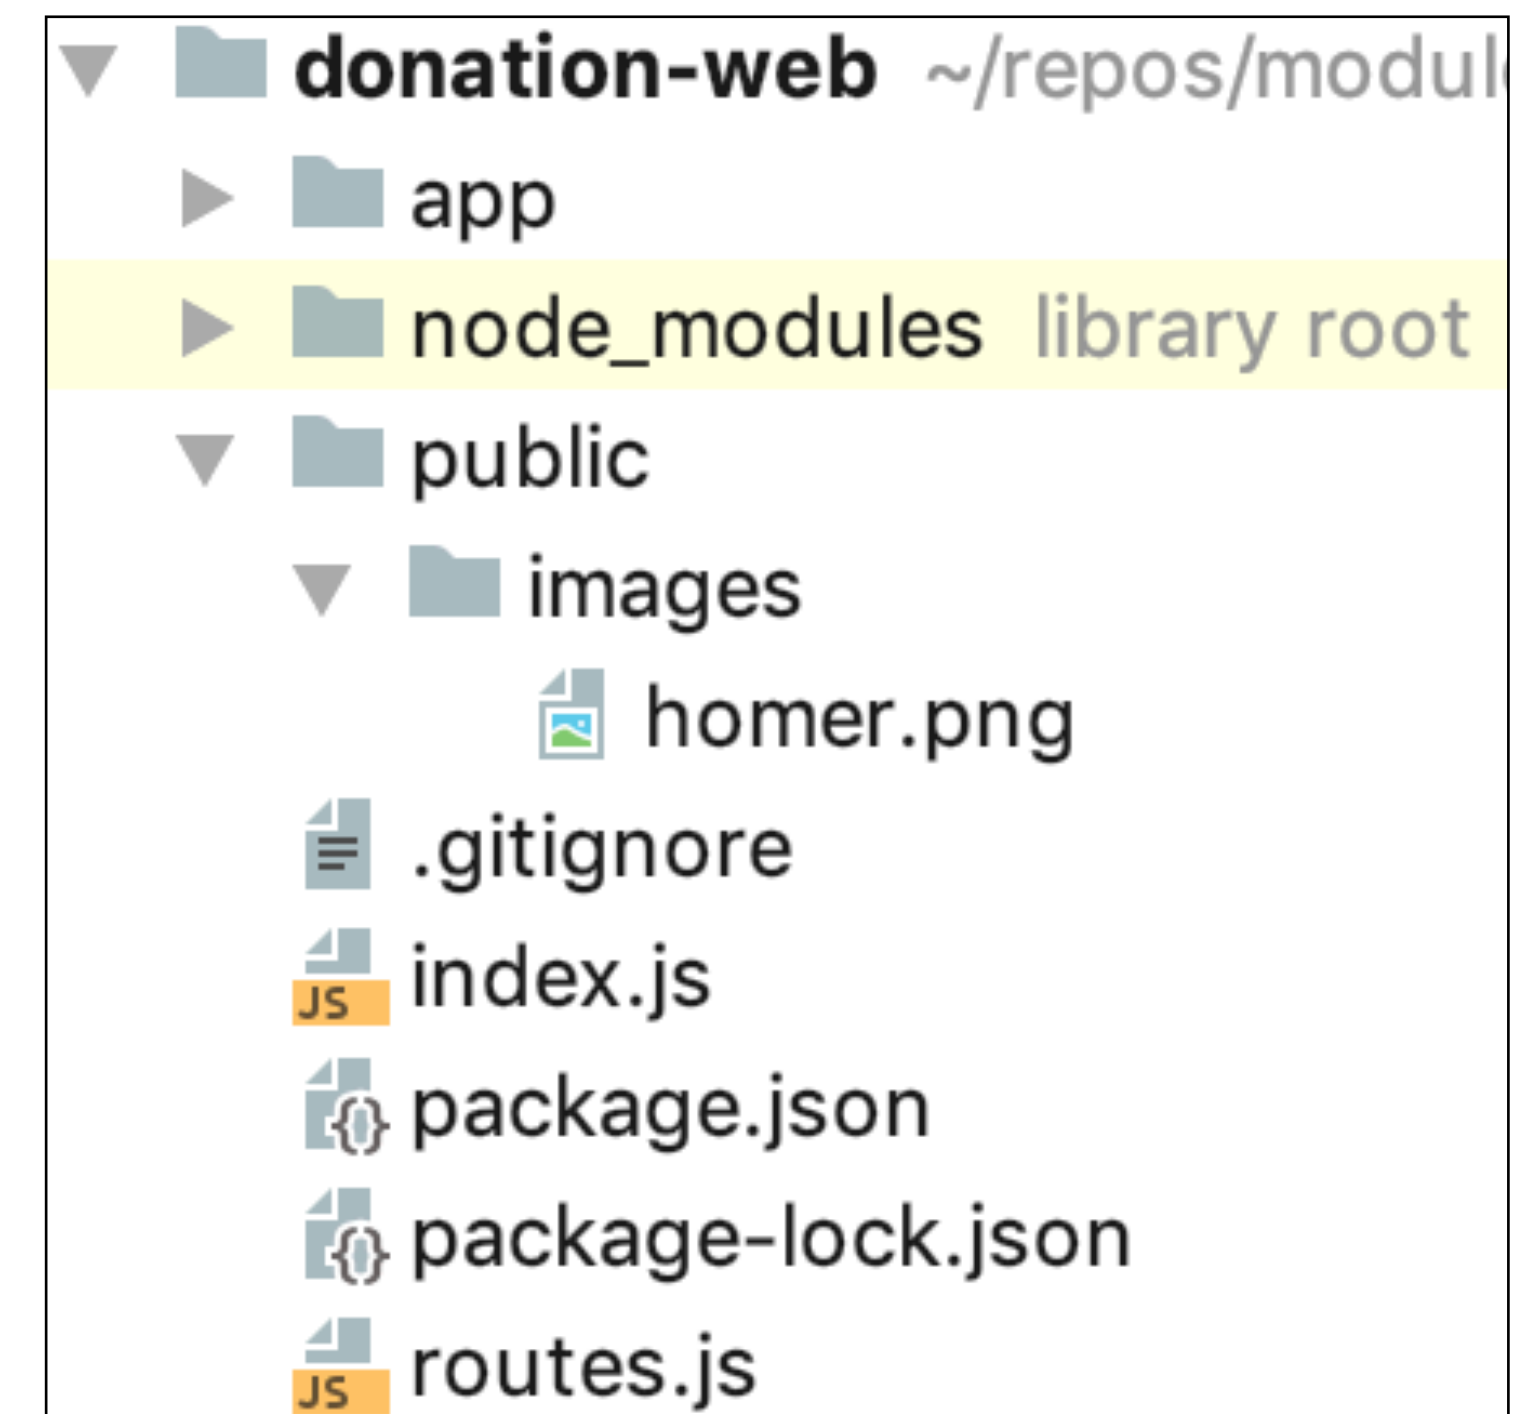 donation-web ~/repos/modul
app
node_modules library root
public
images
homer.png
.gitignore
JS index.js
{} package.json
{} package-lock.json
JS routes.js